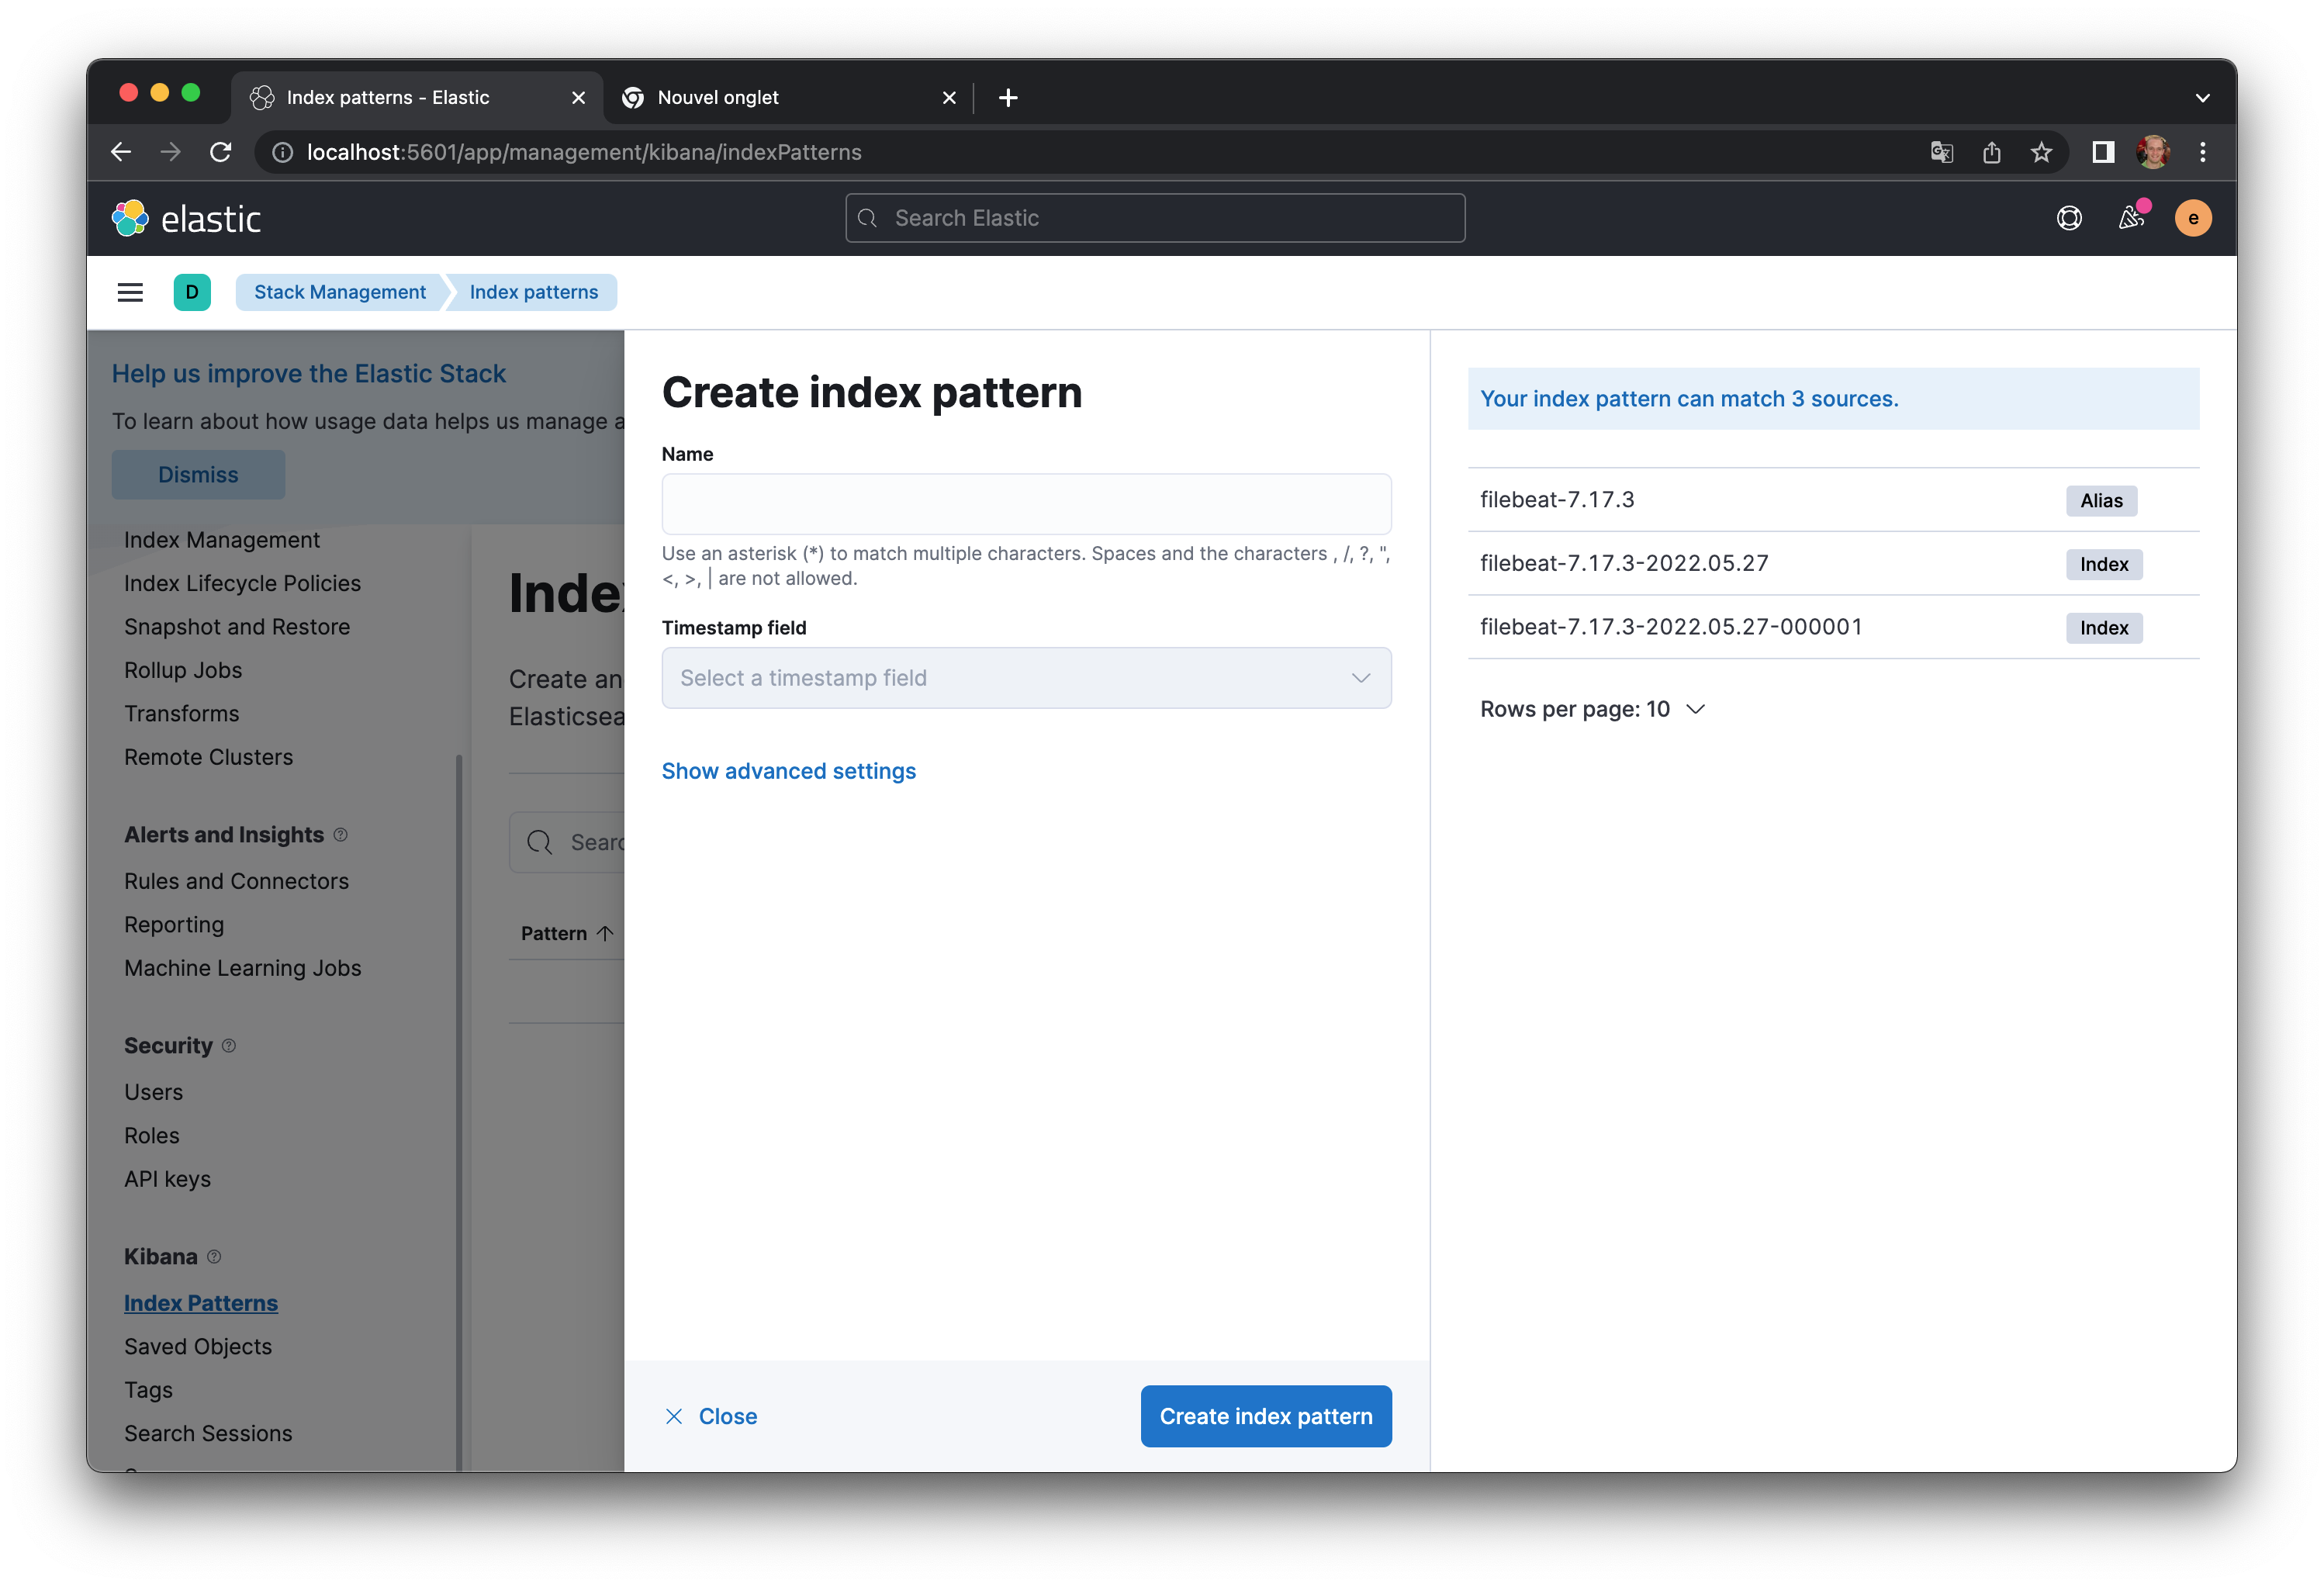 Index patterns - Elastic
Nouvel onglet
localhost:5601/app/management/kibana/indexPatterns
elastic
Search Elastic
e
D
Stack Management
Index patterns
Help us improve the Elastic Stack
To learn about how usage data helps us manage
Dismiss
Index Management
Index Lifecycle Policies
Snapshot and Restore
Rollup Jobs
Transforms
Remote Clusters
Alerts and Insights
Rules and Connectors
Reporting
Machine Learning Jobs
Security
Users
Roles
API keys
Kibana
Index Patterns
Saved Objects
Tags
Search Sessions
Create an
Pattern
Create index pattern
Name
Use an asterisk (*) to match multiple characters. Spaces and the characters , /, ?, ",
<, >, | are not allowed.
Timestamp field
Select a timestamp field
Show advanced settings
Close
Create index pattern
Your index pattern can match 3 sources.
filebeat-7.17.3 Alias
filebeat-7.17.3-2022.05.27 Index
filebeat-7.17.3-2022.05.27-000001 Index
Rows per page: 10